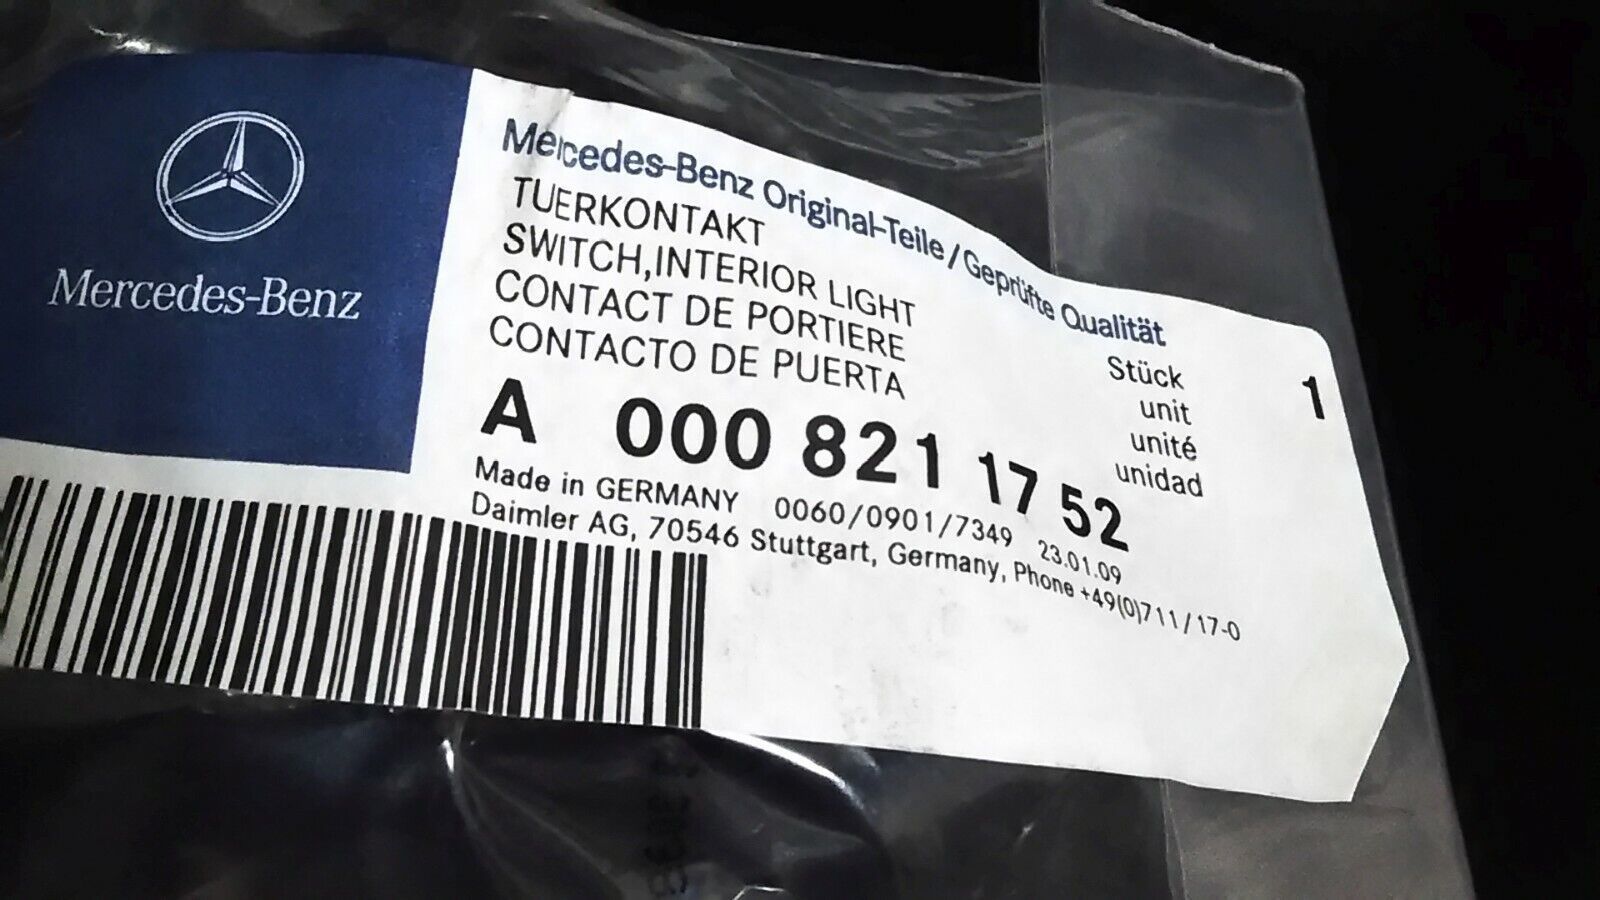 Mercedes-Benz
Mercedes-Benz Original-Teile / Geprüfte Qualität
TUERKONTAKT
SWITCH,INTERIOR LIGHT
CONTACT DE PORTIERE
CONTACTO DE PUERTA
Stück
unit
unité
unidad
1
A 000 821 17 52
Made in GERMANY 0060/0901/7349 23.01.09
Daimler AG, 70546 Stuttgart, Germany, Phone +49(0)711/17-0